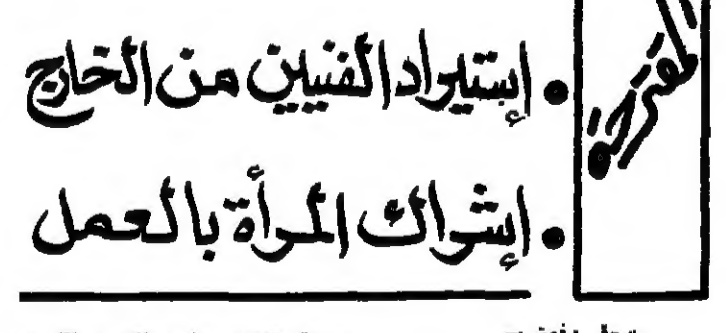 المقترحة
• إستيراد الفنيين من الخارج
• إشراك المرأة بالعمل